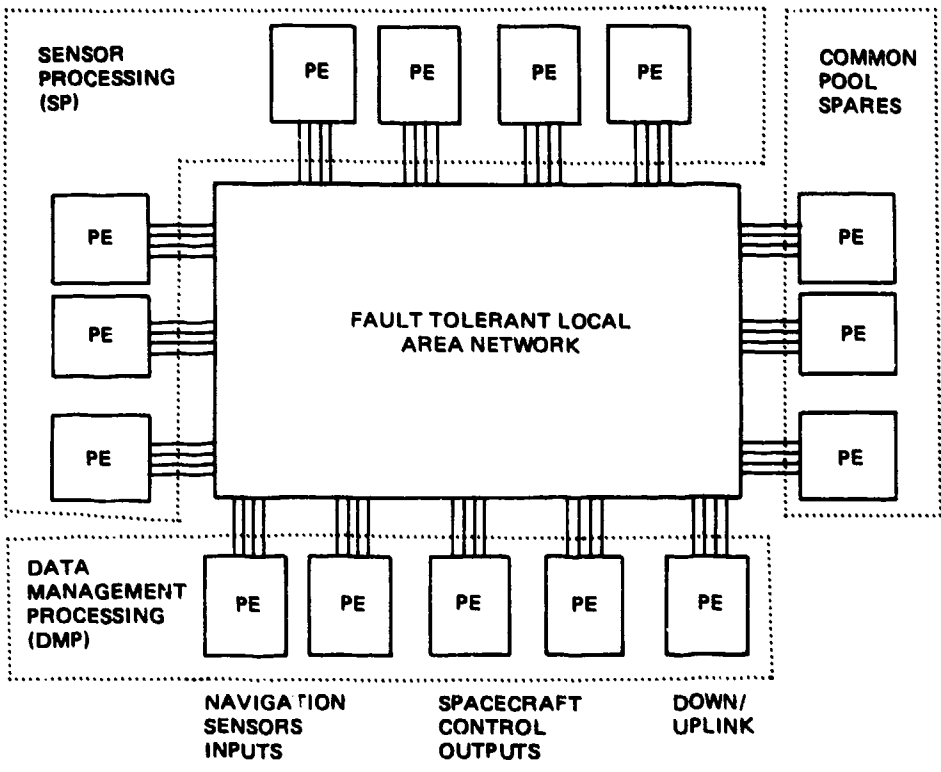 SENSOR
PROCESSING
(SP)
PE
PE
PE
PE
COMMON
POOL
SPARES
PE
PE
PE
FAULT TOLERANT LOCAL
AREA NETWORK
PE
PE
PE
DATA
MANAGEMENT
PROCESSING
(DMP)
PE
PE
PE
PE
PE
NAVIGATION
SENSORS
INPUTS
SPACECRAFT
CONTROL
OUTPUTS
DOWN/
UPLINK